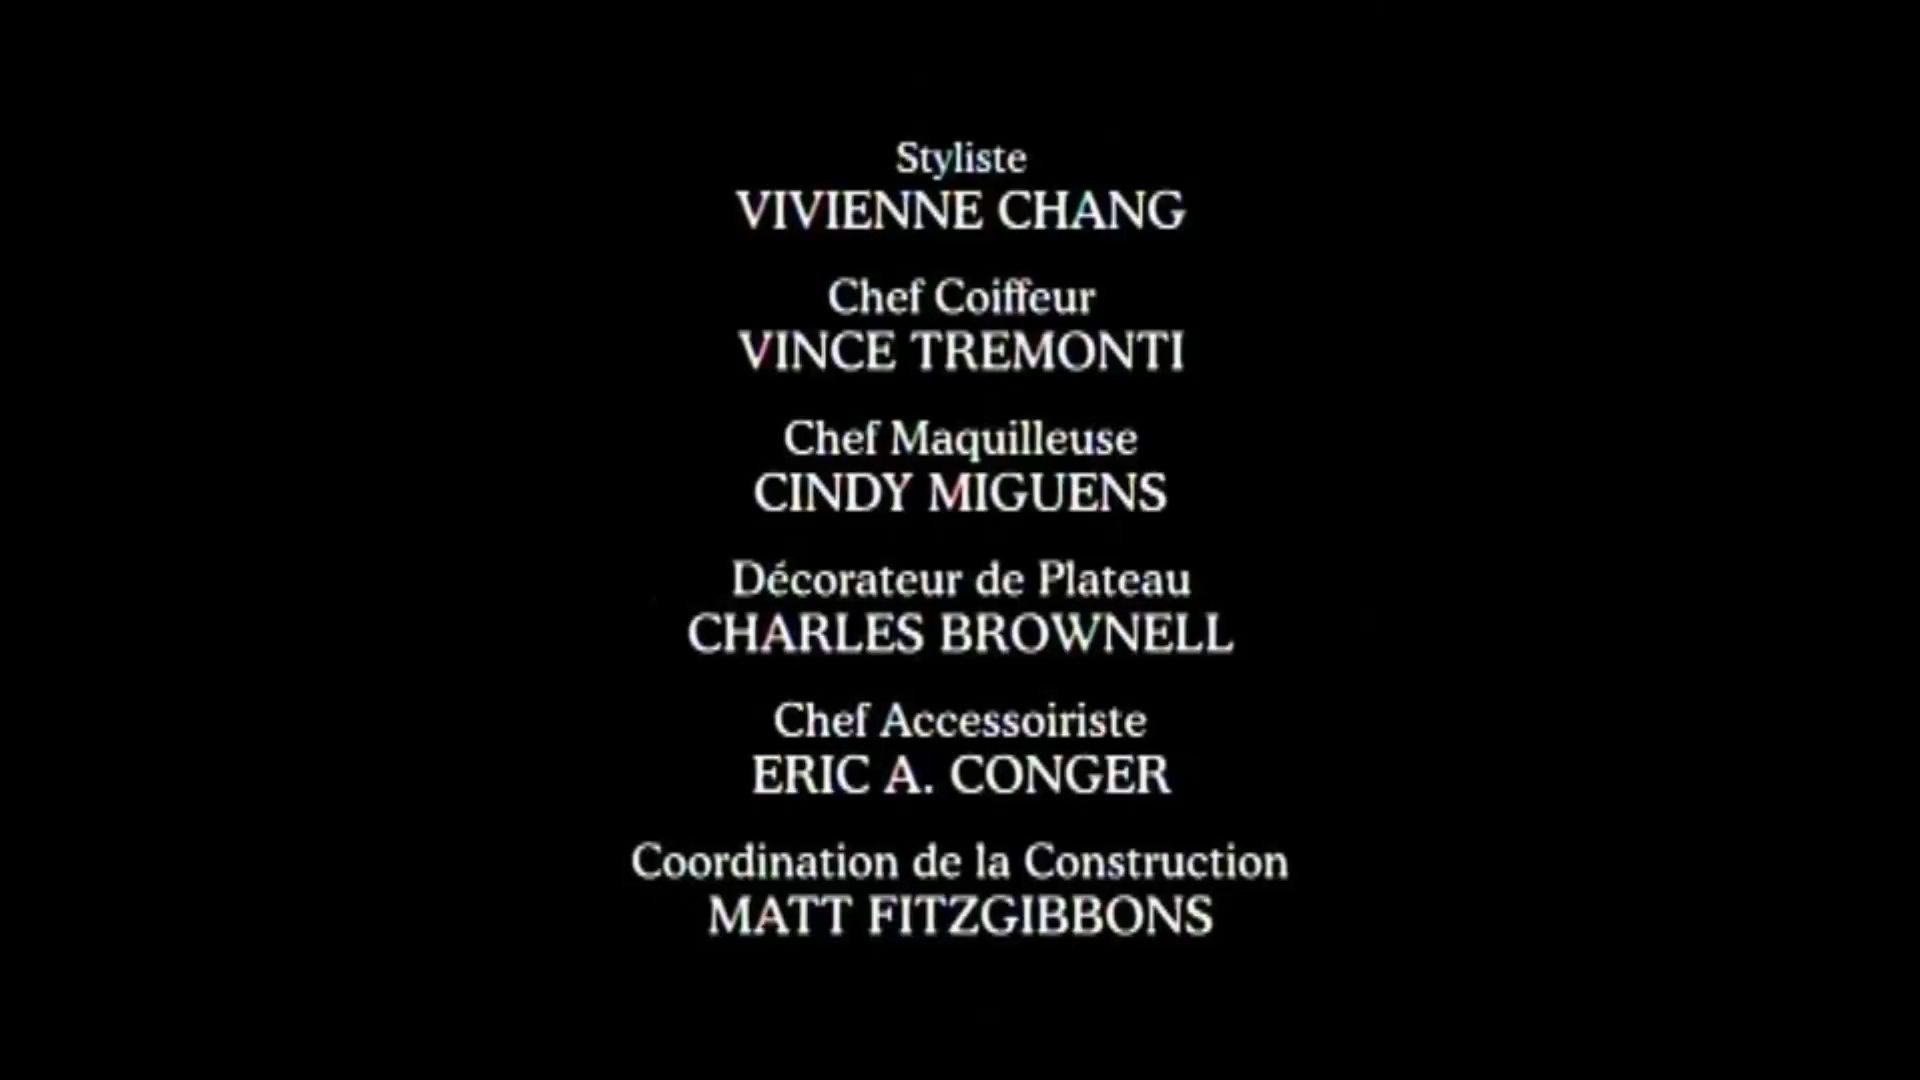 Styliste
VIVIENNE CHANG
Chef Coiffeur
VINCE TREMONTI
Chef Maquilleuse
CINDY MIGUENS
Décorateur de Plateau
CHARLES BROWNELL
Chef Accessoiriste
ERIC A. CONGER
Coordination de la Construction
MATT FITZGIBBONS